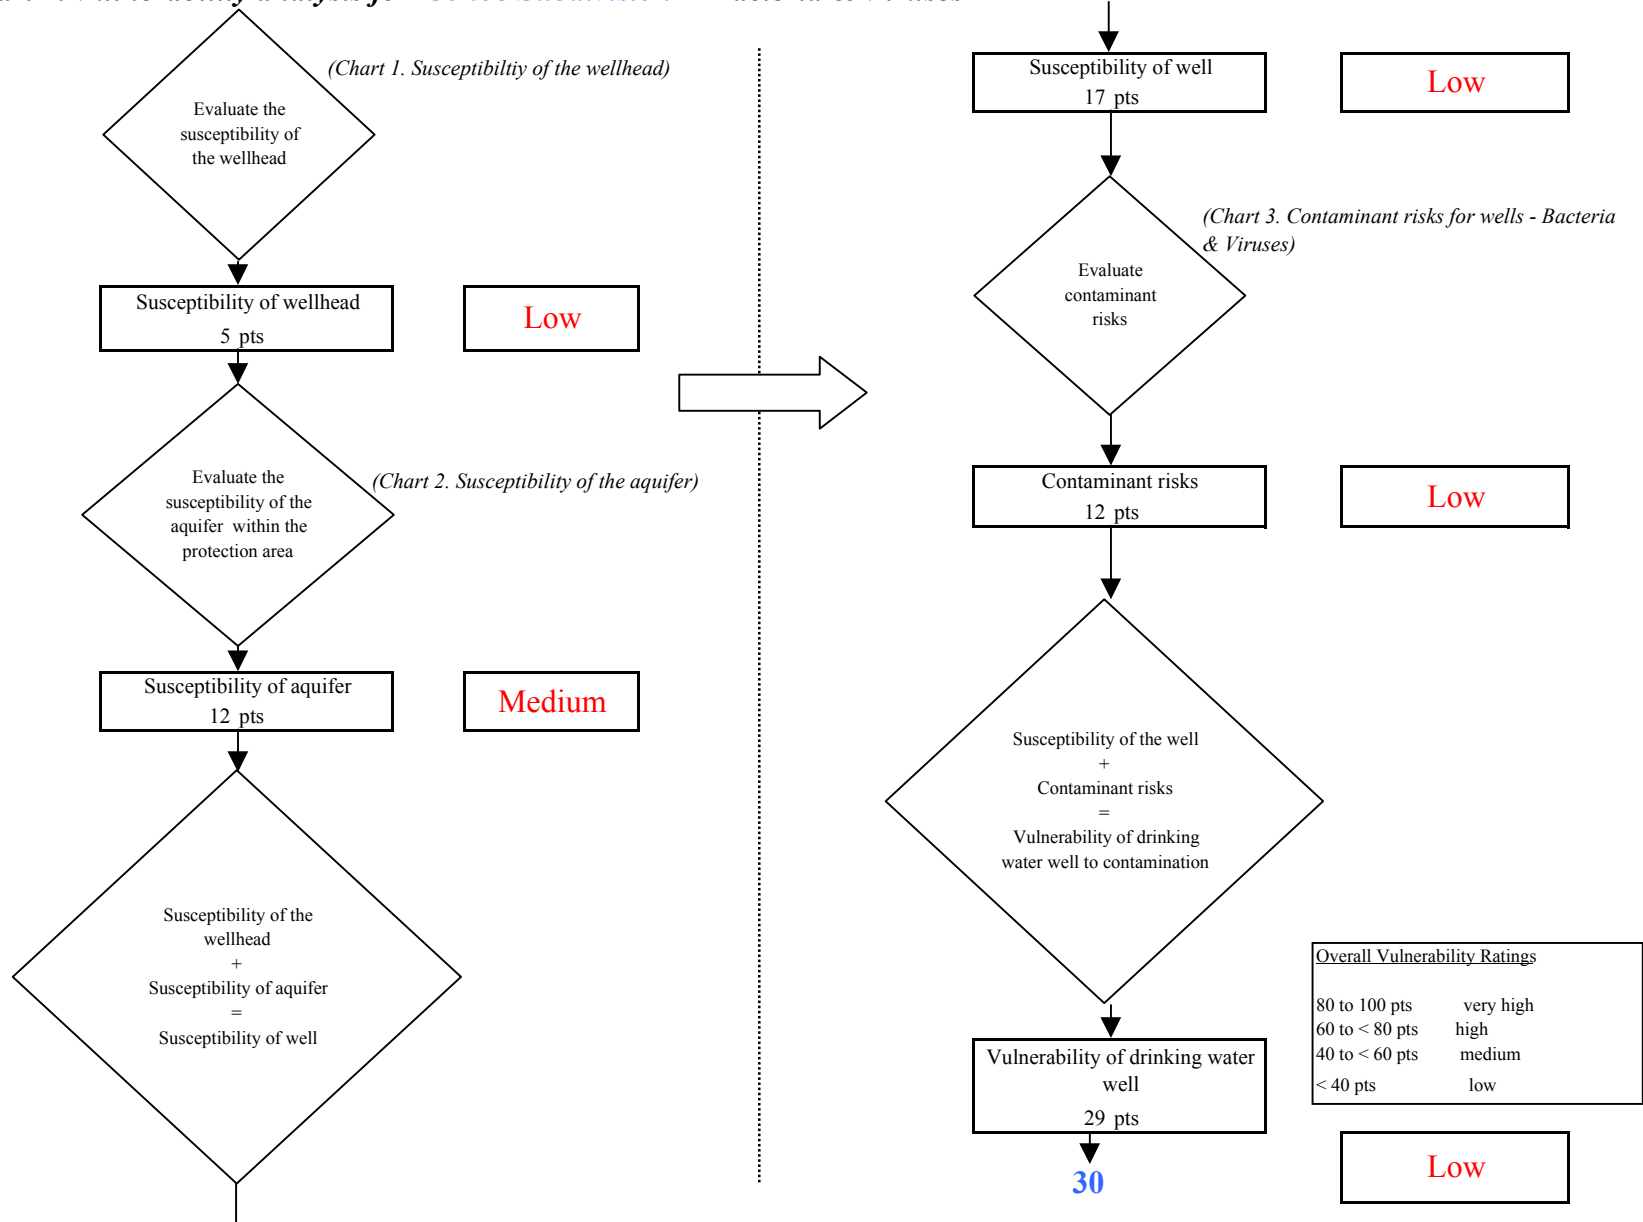 (Chart 1. Susceptibiltiy of the wellhead)
Evaluate the
susceptibility of
the wellhead
Susceptibility of wellhead
5 pts
Low
Evaluate the
susceptibility of the
aquifer within the
protection area
(Chart 2. Susceptibility of the aquifer)
Susceptibility of aquifer
12 pts
Medium
Susceptibility of the
wellhead
+
Susceptibility of aquifer
=
Susceptibility of well
Susceptibility of well
17 pts
Low
(Chart 3. Contaminant risks for wells - Bacteria
& Viruses)
Evaluate
contaminant
risks
Contaminant risks
12 pts
Low
Susceptibility of the well
+
Contaminant risks
=
Vulnerability of drinking
water well to contamination
Overall Vulnerability Ratings
80 to 100 pts very high
60 to < 80 pts high
40 to < 60 pts medium
< 40 pts low
Vulnerability of drinking water
well
29 pts
30
Low